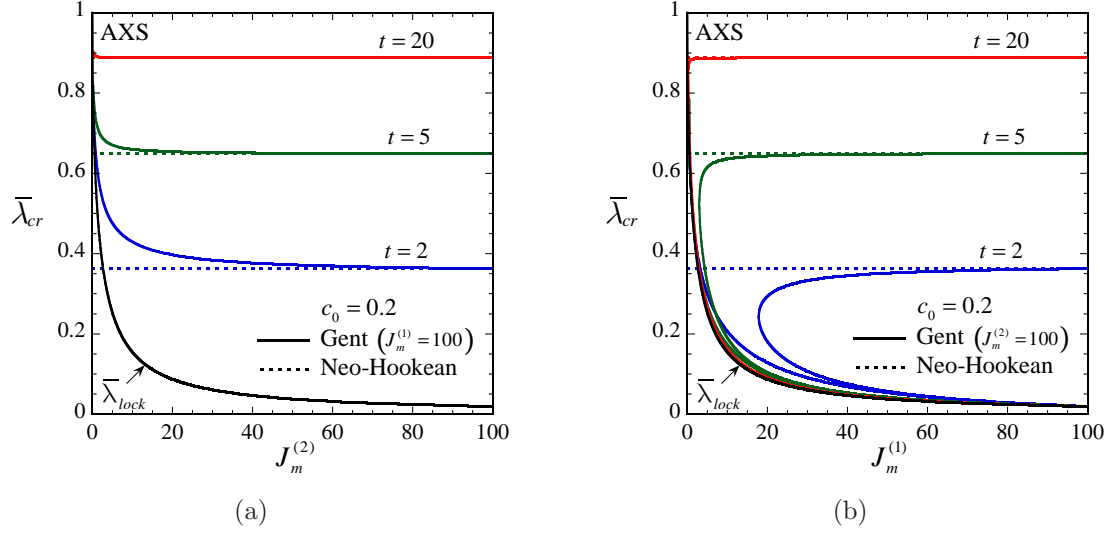 AXS
t = 20
t = 5
t = 2
c₀ = 0.2
Gent (Jₘ⁽¹⁾ = 100)
Neo-Hookean
λ̅lock
λ̅cr
1
0.8
0.6
0.4
0.2
0
0 20 40 60 80 100
Jₘ⁽²⁾
(a)
AXS
t = 20
t = 5
t = 2
c₀ = 0.2
Gent (Jₘ⁽²⁾ = 100)
Neo-Hookean
λ̅lock
λ̅cr
1
0.8
0.6
0.4
0.2
0
0 20 40 60 80 100
Jₘ⁽¹⁾
(b)